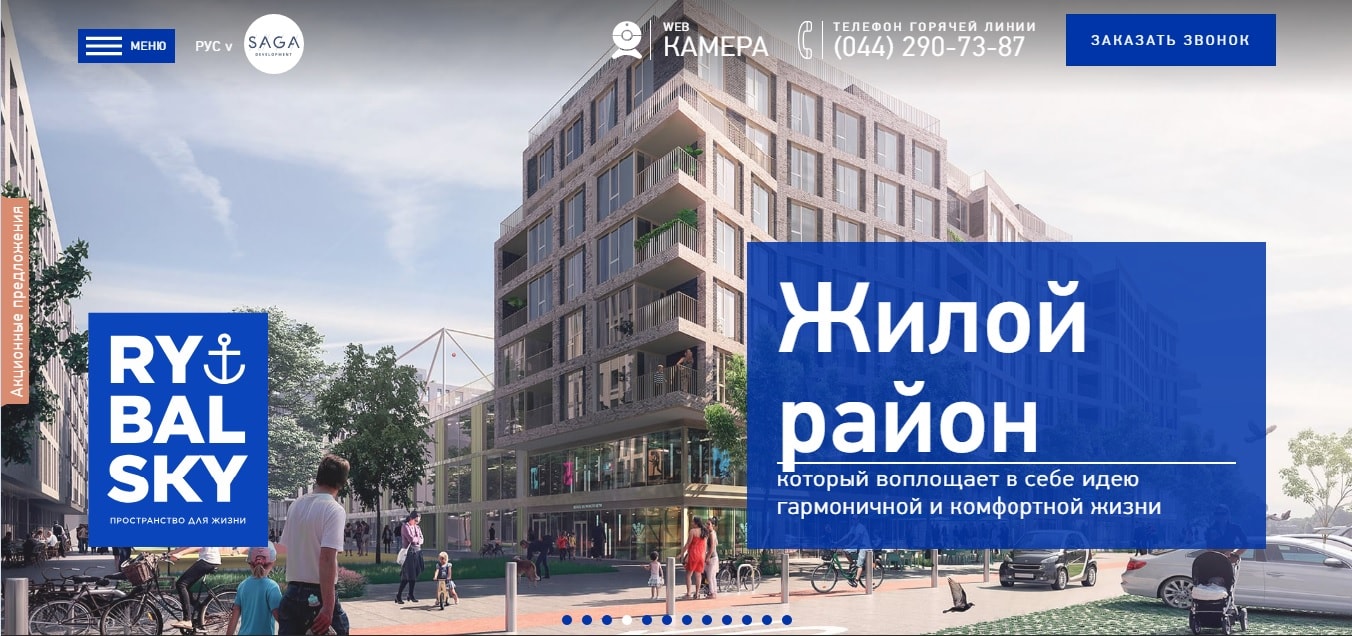 МЕНЮ
РУС v
SAGA
DEVELOPMENT
WEB
КАМЕРА
ТЕЛЕФОН ГОРЯЧЕЙ ЛИНИИ
(044) 290-73-87
ЗАКАЗАТЬ ЗВОНОК
Акционные предложения
RY
BAL
SKY
ПРОСТРАНСТВО ДЛЯ ЖИЗНИ
Жилой
район
который воплощает в себе идею
гармоничной и комфортной жизни